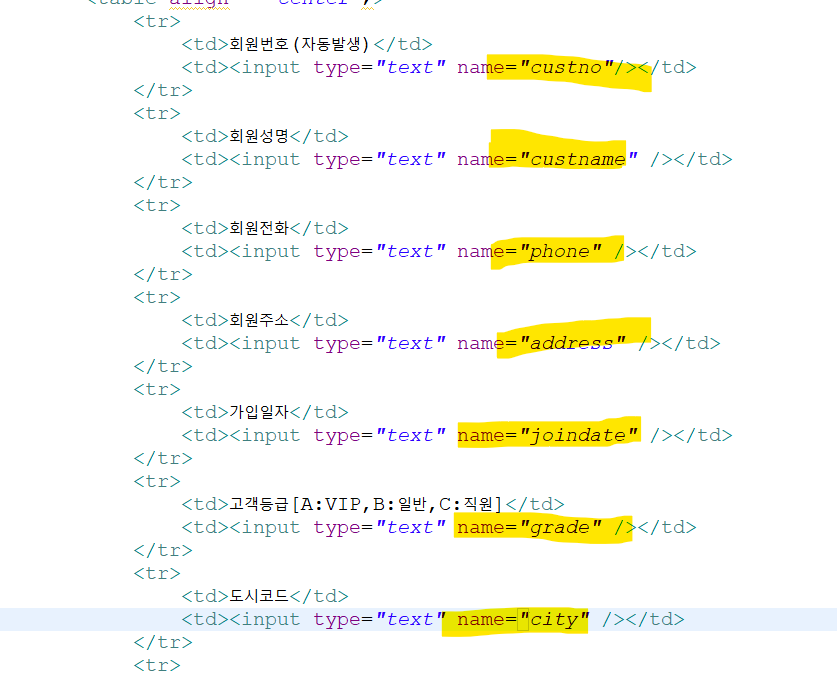 <table align = "center";>
<tr>
<td>회원번호(자동발생)</td>
<td><input type="text" name="custno"/></td>
</tr>
<tr>
<td>회원성명</td>
<td><input type="text" name="custname" /></td>
</tr>
<tr>
<td>회원전화</td>
<td><input type="text" name="phone" /></td>
</tr>
<tr>
<td>회원주소</td>
<td><input type="text" name="address" /></td>
</tr>
<tr>
<td>가입일자</td>
<td><input type="text" name="joindate" /></td>
</tr>
<tr>
<td>고객등급[A:VIP,B:일반,C:직원]</td>
<td><input type="text" name="grade" /></td>
</tr>
<tr>
<td>도시코드</td>
<td><input type="text" name="city" /></td>
</tr>
<tr>